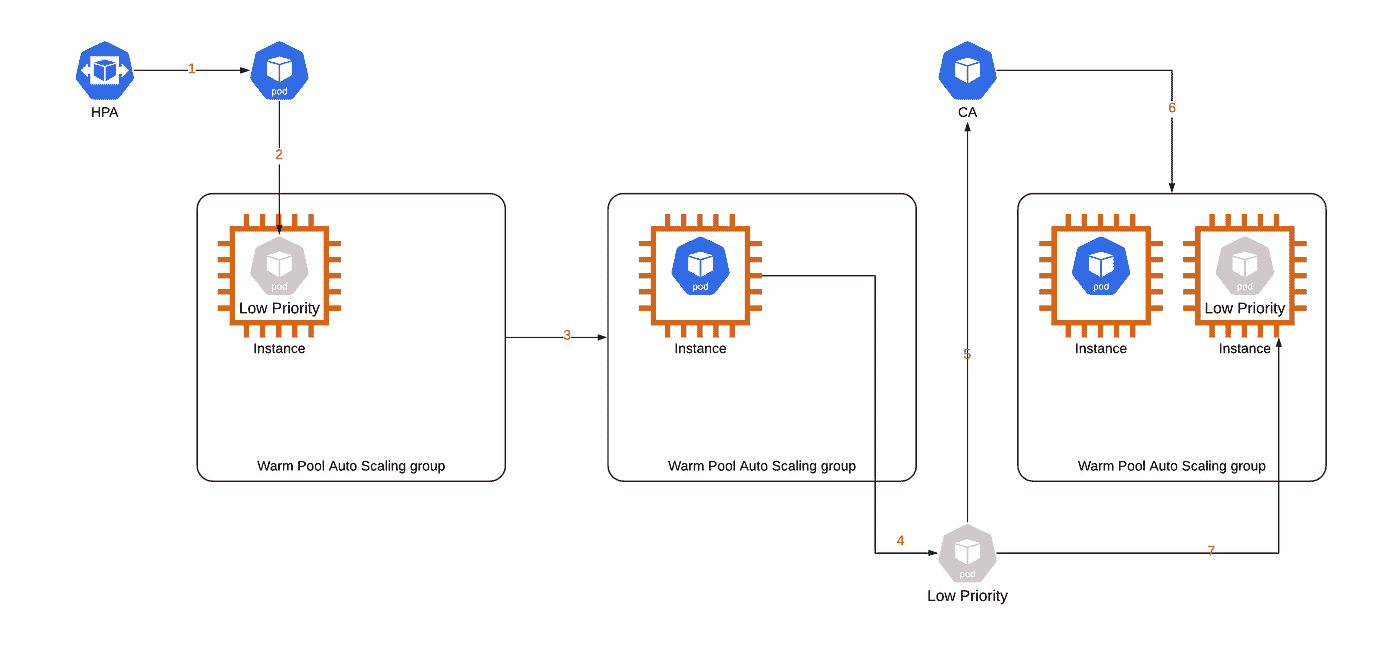 1
HPA
pod
CA
6
2
pod
Low Priority
Instance
Warm Pool Auto Scaling group
3
pod
Instance
Warm Pool Auto Scaling group
5
pod
Instance
pod
Low Priority
Instance
Warm Pool Auto Scaling group
4
pod
Low Priority
7